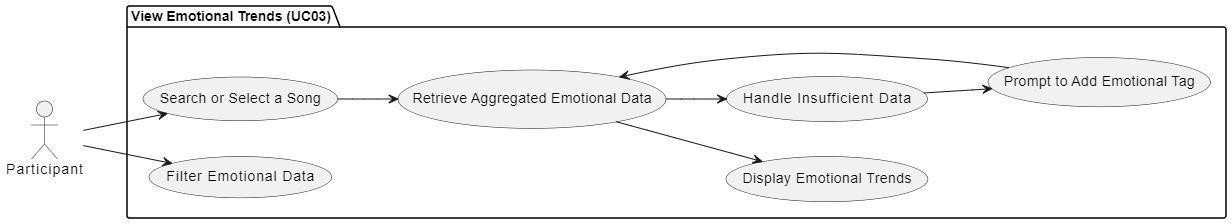 View Emotional Trends (UC03)
Search or Select a Song
Retrieve Aggregated Emotional Data
Handle Insufficient Data
Prompt to Add Emotional Tag
Participant
Filter Emotional Data
Display Emotional Trends